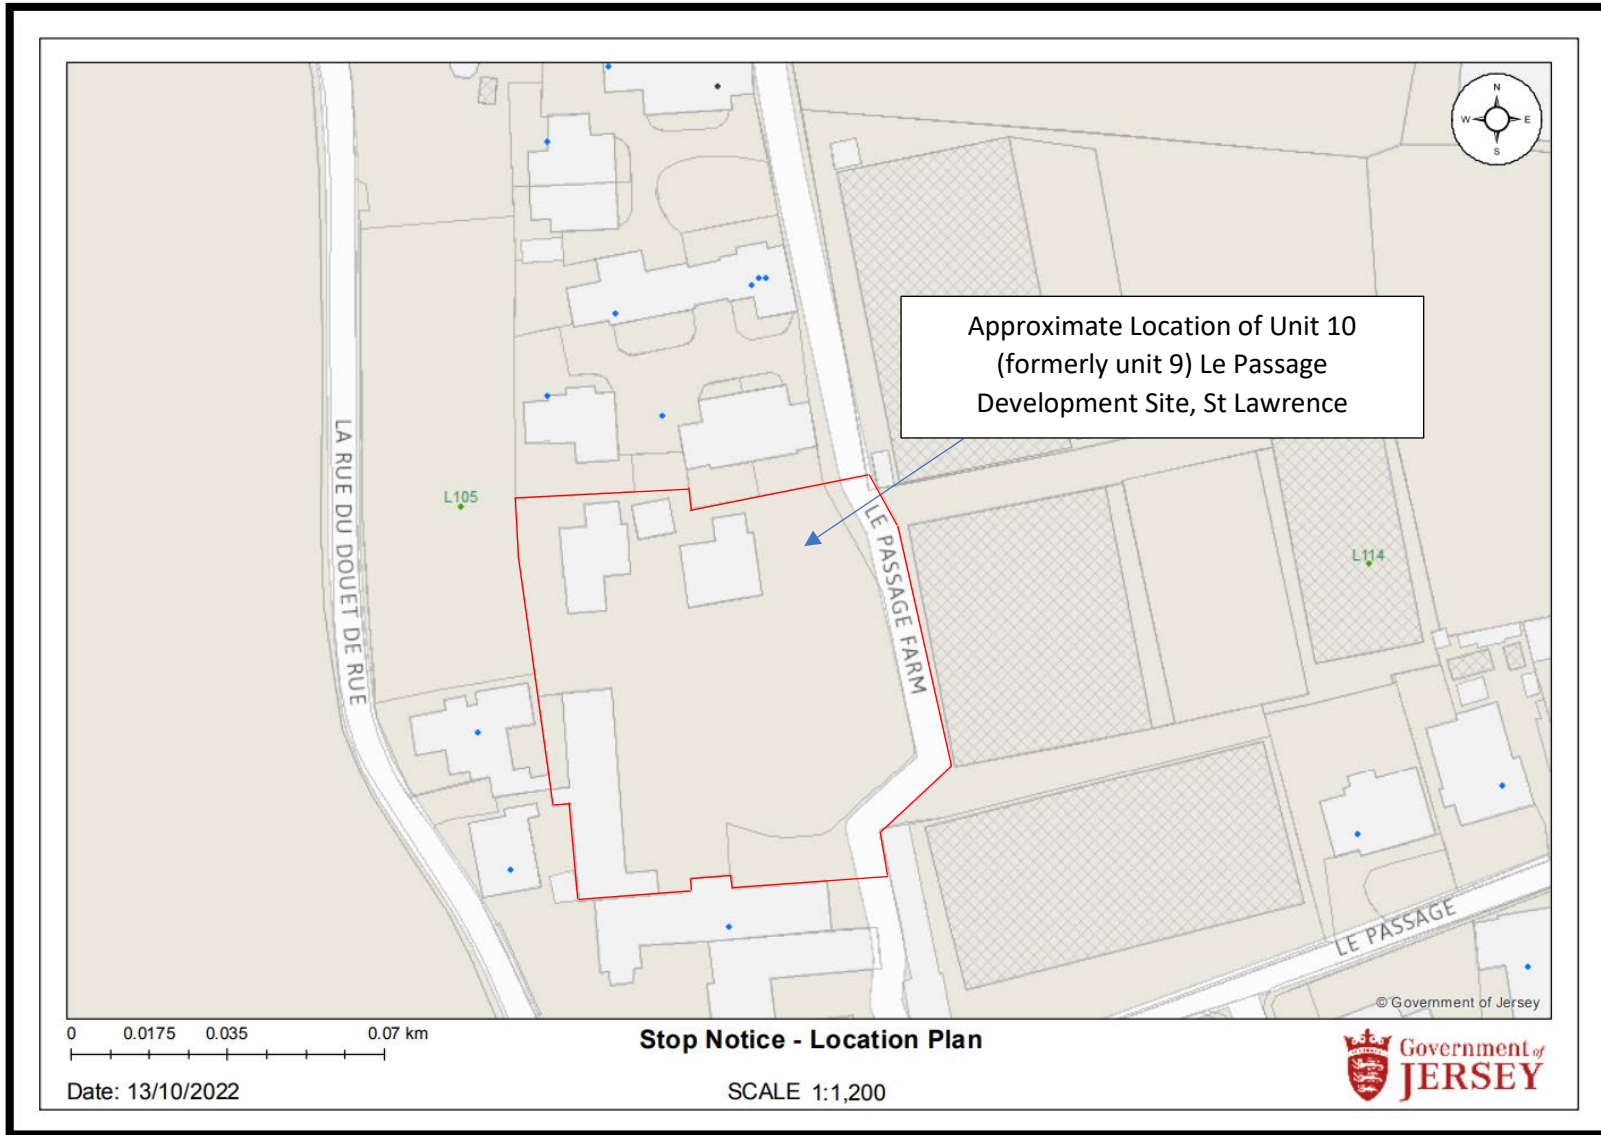 N
W E
S
Approximate Location of Unit 10
(formerly unit 9) Le Passage
Development Site, St Lawrence
LA RUE DU DOUET DE RUE
L105
LE PASSAGE FARM
L114
LE PASSAGE
© Government of Jersey
0 0.0175 0.035 0.07 km
Stop Notice - Location Plan
Date: 13/10/2022
SCALE 1:1,200
Government of
JERSEY